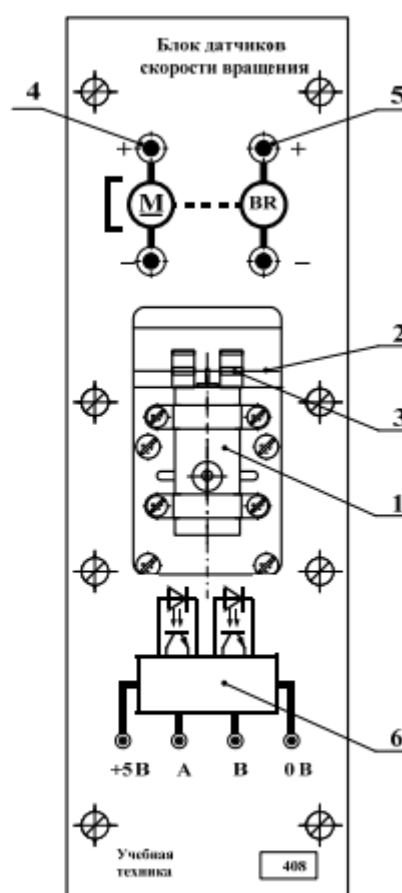 Блок датчиков
скорости вращения
4
5
+ +
M BR
– –
2
3
1
6
+5 В А В 0 В
Учебная
техника
408